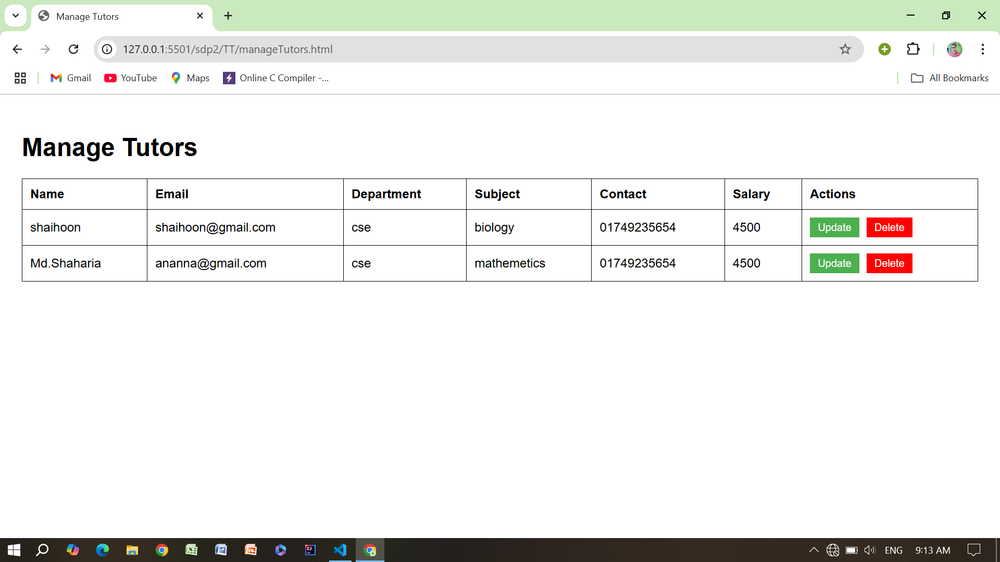 Manage Tutors
127.0.0.1:5501/sdp2/TT/manageTutors.html
Gmail YouTube Maps Online C Compiler -... All Bookmarks
Manage Tutors
Name Email Department Subject Contact Salary Actions
shaihoon shaihoon@gmail.com cse biology 01749235654 4500 Update Delete
Md.Shaharia ananna@gmail.com cse mathemetics 01749235654 4500 Update Delete
ENG 9:13 AM